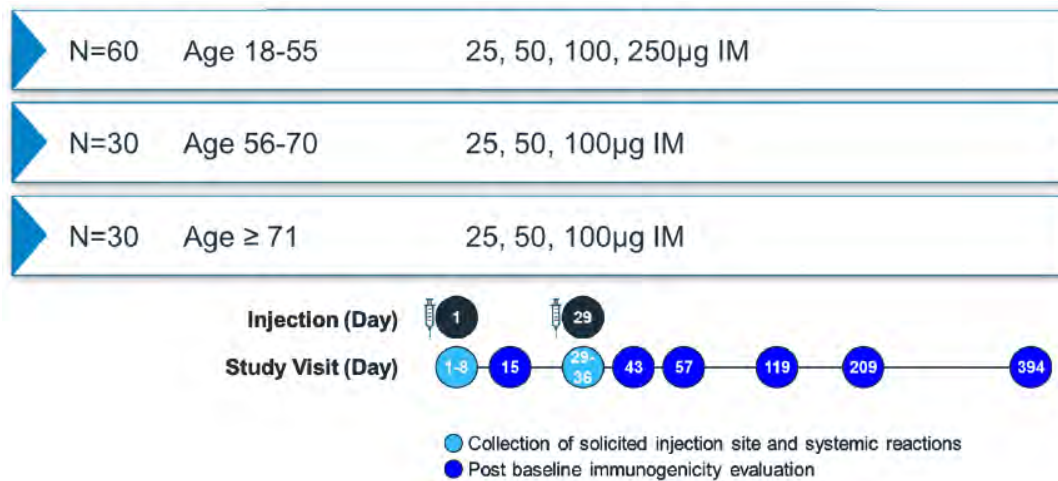 N=60 Age 18-55 25, 50, 100, 250µg IM
N=30 Age 56-70 25, 50, 100µg IM
N=30 Age ≥ 71 25, 50, 100µg IM
Injection (Day) 1 29
Study Visit (Day) 1-8 15 29-36 43 57 119 209 394
Collection of solicited injection site and systemic reactions
Post baseline immunogenicity evaluation